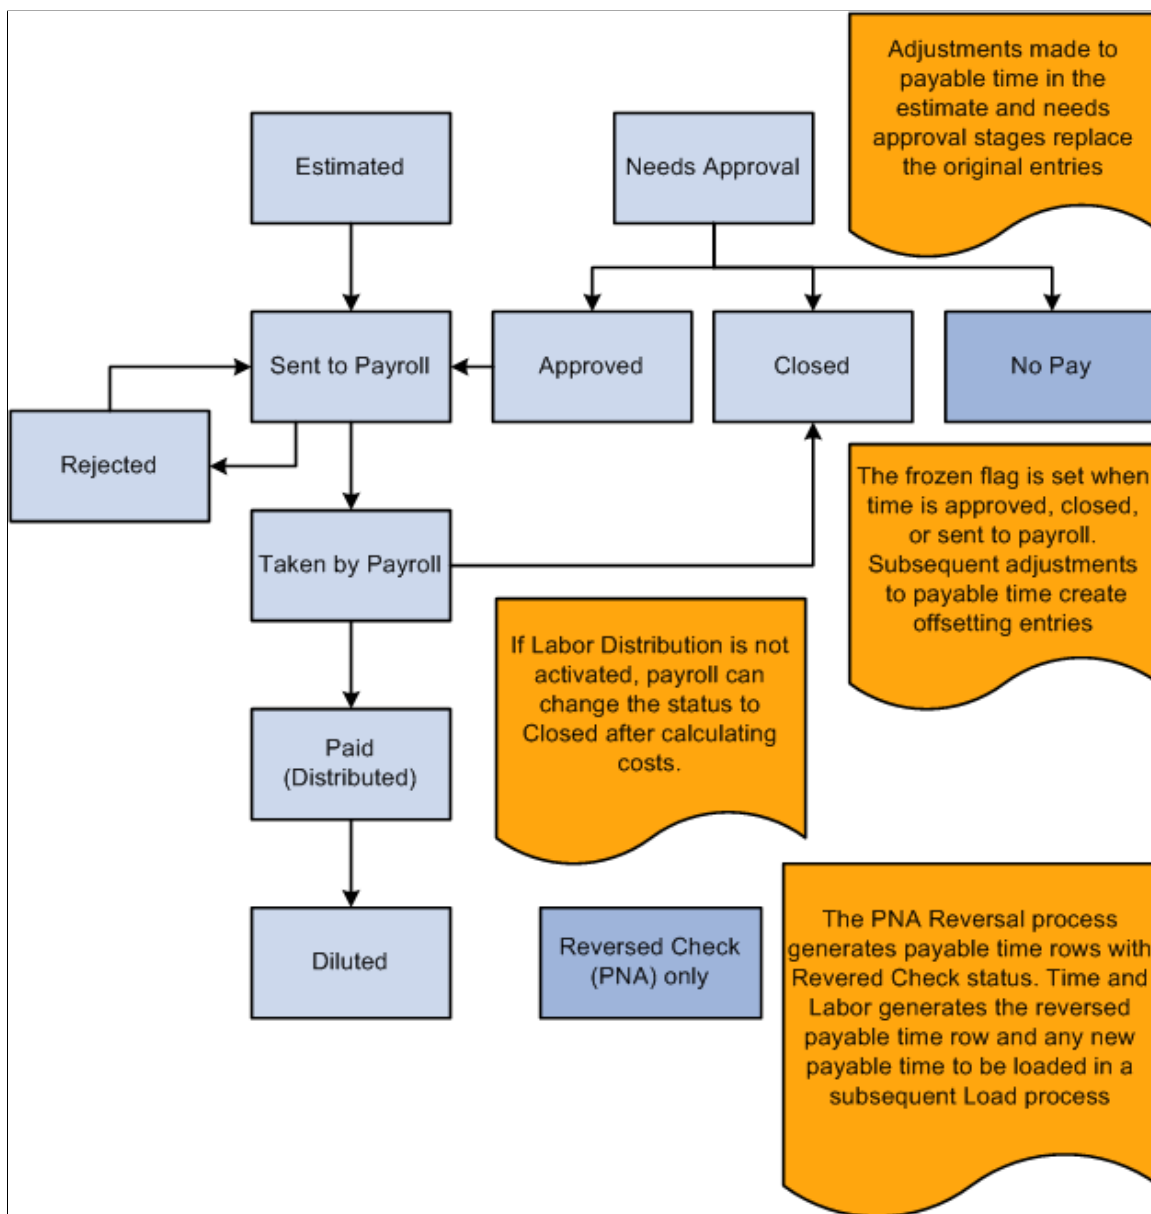 Adjustments made to
payable time in the
estimate and needs
approval stages replace
the original entries
Estimated
Needs Approval
Sent to Payroll
Approved
Closed
No Pay
Rejected
The frozen flag is set when
time is approved, closed,
or sent to payroll.
Subsequent adjustments
to payable time create
offsetting entries
Taken by Payroll
If Labor Distribution is not
activated, payroll can
change the status to
Closed after calculating
costs.
Paid
(Distributed)
Diluted
Reversed Check
(PNA) only
The PNA Reversal process
generates payable time rows with
Revered Check status. Time and
Labor generates the reversed
payable time row and any new
payable time to be loaded in a
subsequent Load process